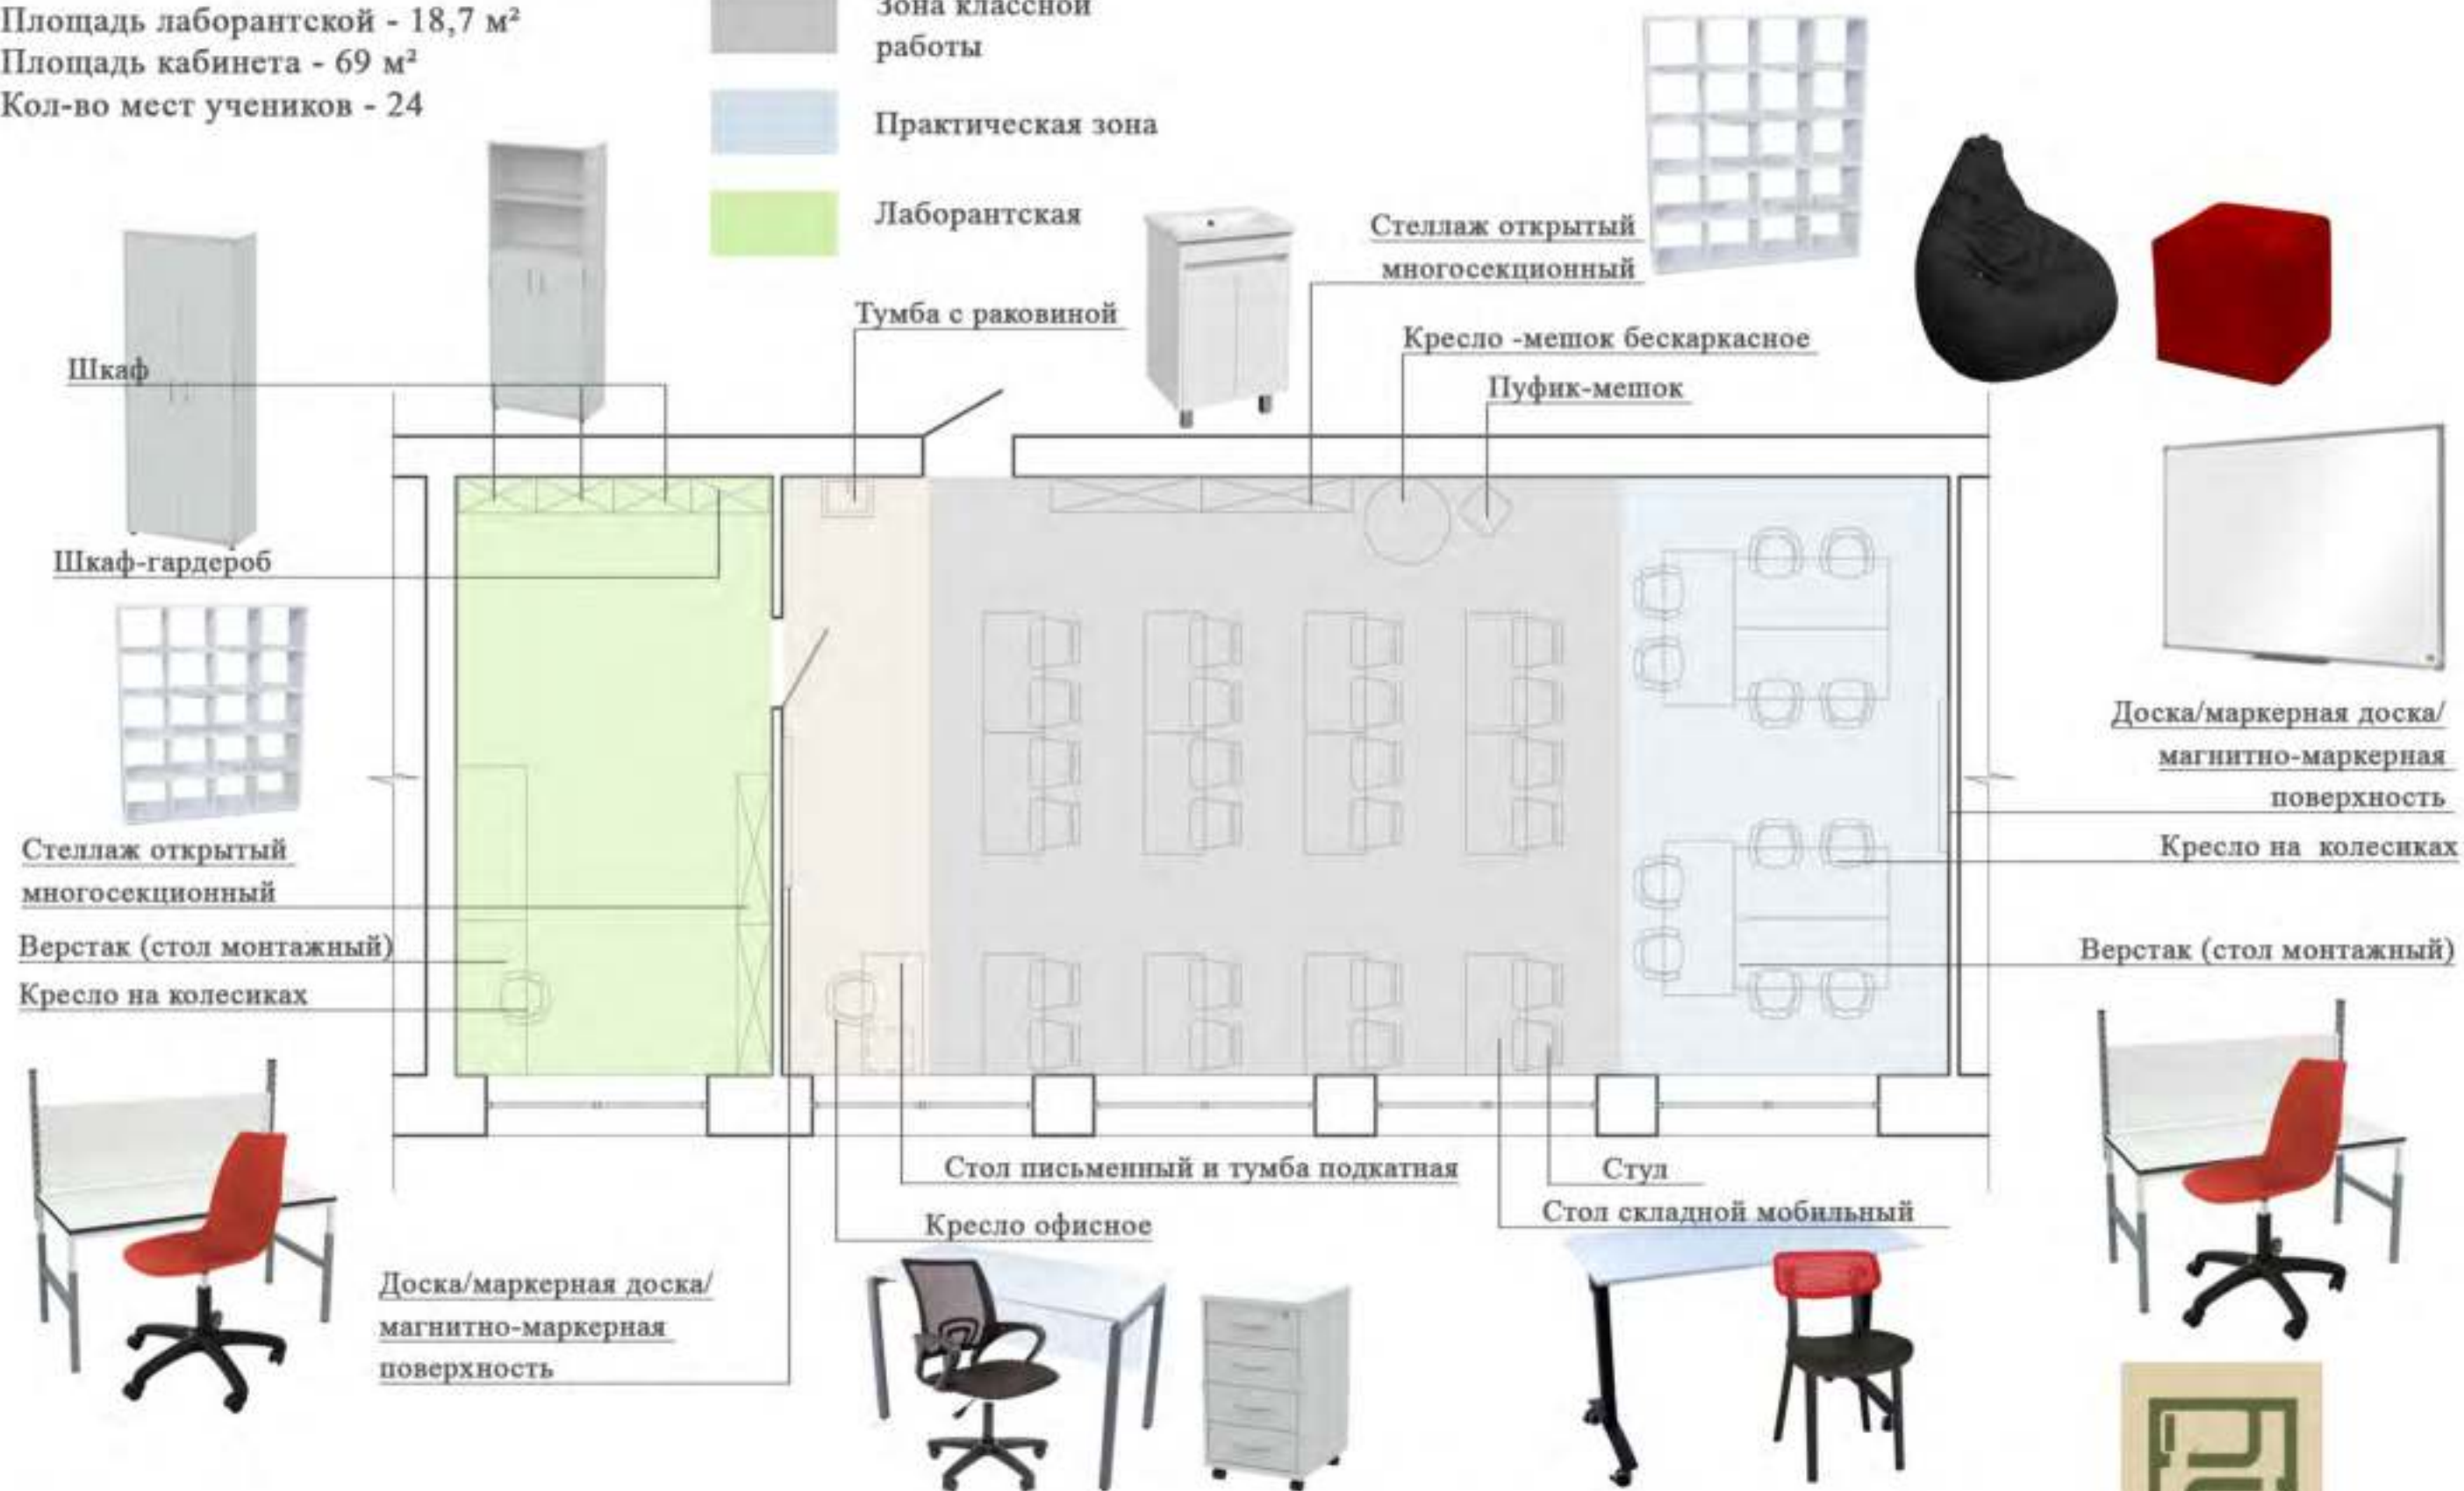 Площадь лаборантской - 18,7 м²
Площадь кабинета - 69 м²
Кол-во мест учеников - 24
Зона классной
работы
Практическая зона
Лаборантская
Стеллаж открытый
многосекционный
Тумба с раковиной
Кресло -мешок бескаркасное
Пуфик-мешок
Шкаф
Шкаф-гардероб
Доска/маркерная доска/
магнитно-маркерная
поверхность
Кресло на колесиках
Стеллаж открытый
многосекционный
Верстак (стол монтажный)
Верстак (стол монтажный)
Кресло на колесиках
Стол письменный и тумба подкатная
Стул
Стол складной мобильный
Кресло офисное
Доска/маркерная доска/
магнитно-маркерная
поверхность